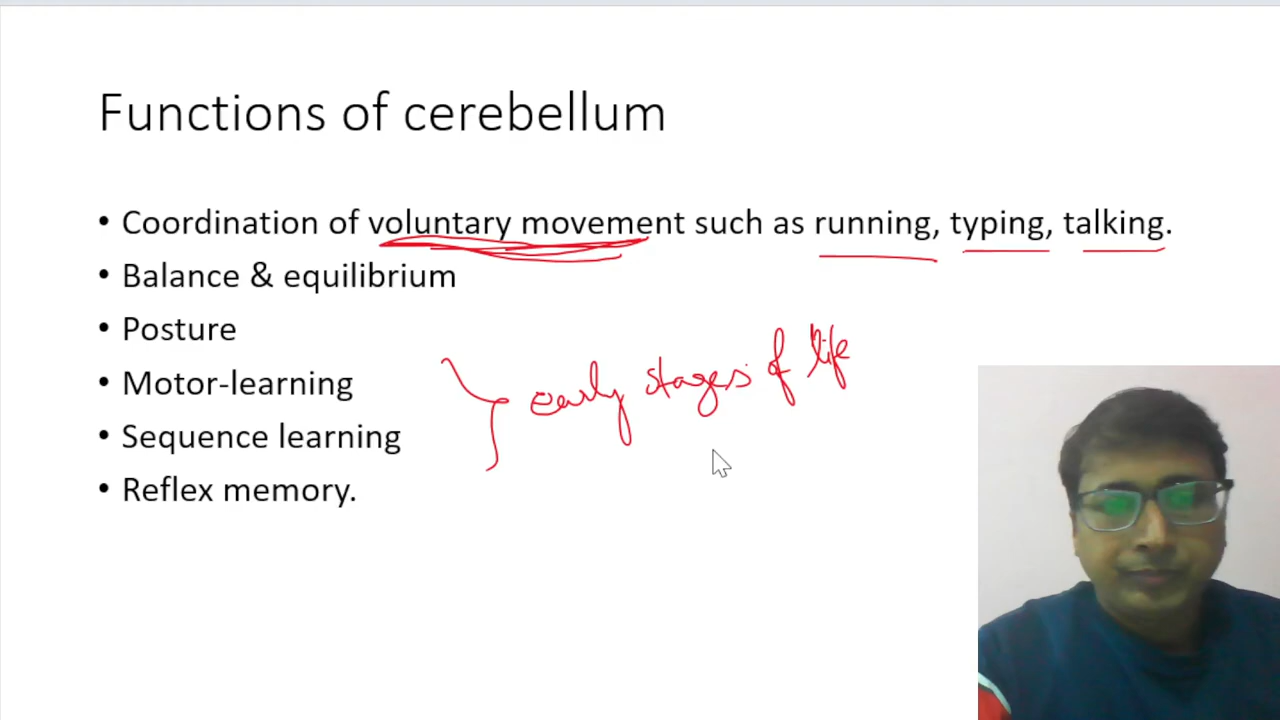 Functions of cerebellum
• Coordination of voluntary movement such as running, typing, talking.
• Balance & equilibrium
• Posture
• Motor-learning
• Sequence learning
• Reflex memory.
early stages of life